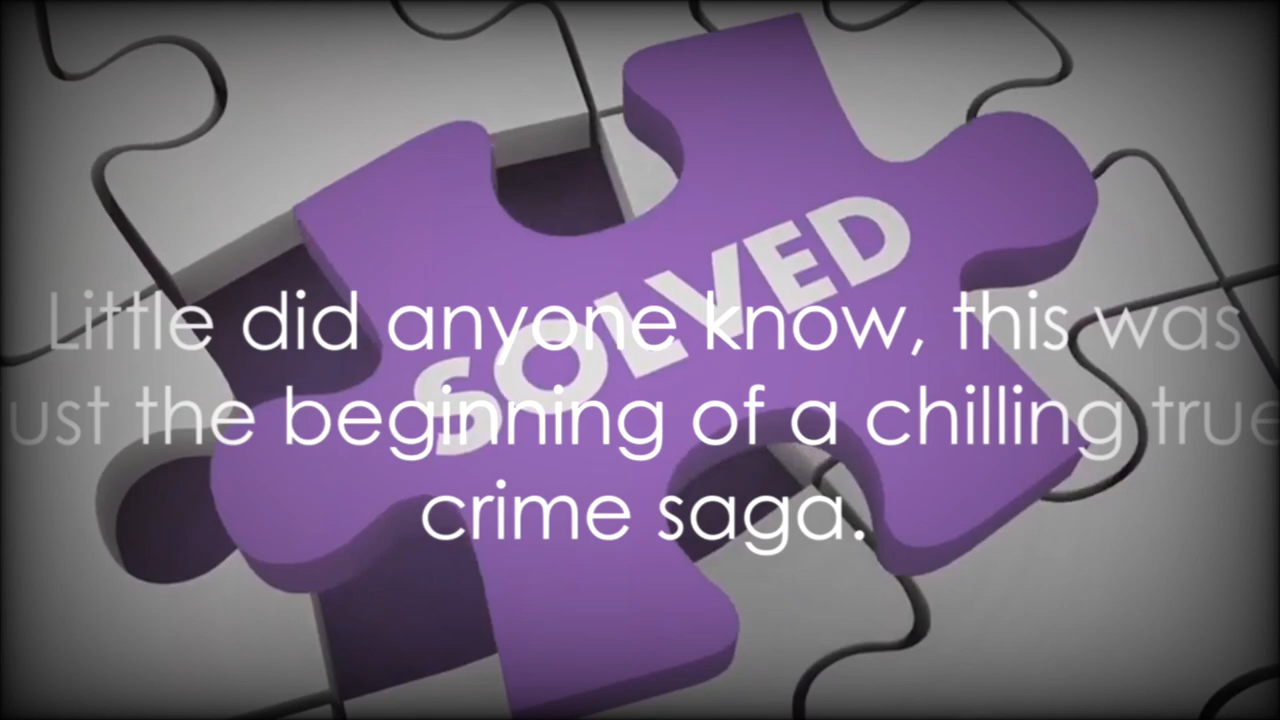 SOLVED
Little did anyone know, this was
ust the beginning of a chilling true
crime saga.